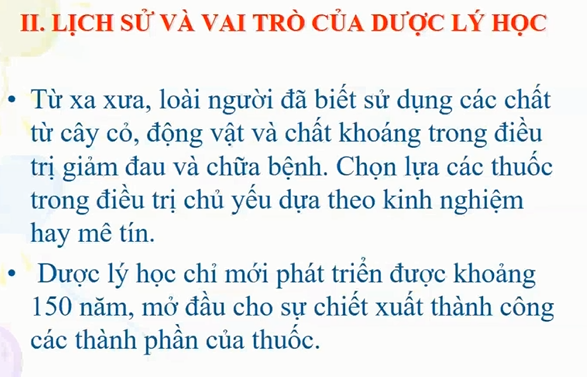 II. LỊCH SỬ VÀ VAI TRÒ CỦA DƯỢC LÝ HỌC
• Từ xa xưa, loài người đã biết sử dụng các chất
từ cây cỏ, động vật và chất khoáng trong điều
trị giảm đau và chữa bệnh. Chọn lựa các thuốc
trong điều trị chủ yếu dựa theo kinh nghiệm
hay mê tín.
• Dược lý học chỉ mới phát triển được khoảng
150 năm, mở đầu cho sự chiết xuất thành công
các thành phần của thuốc.